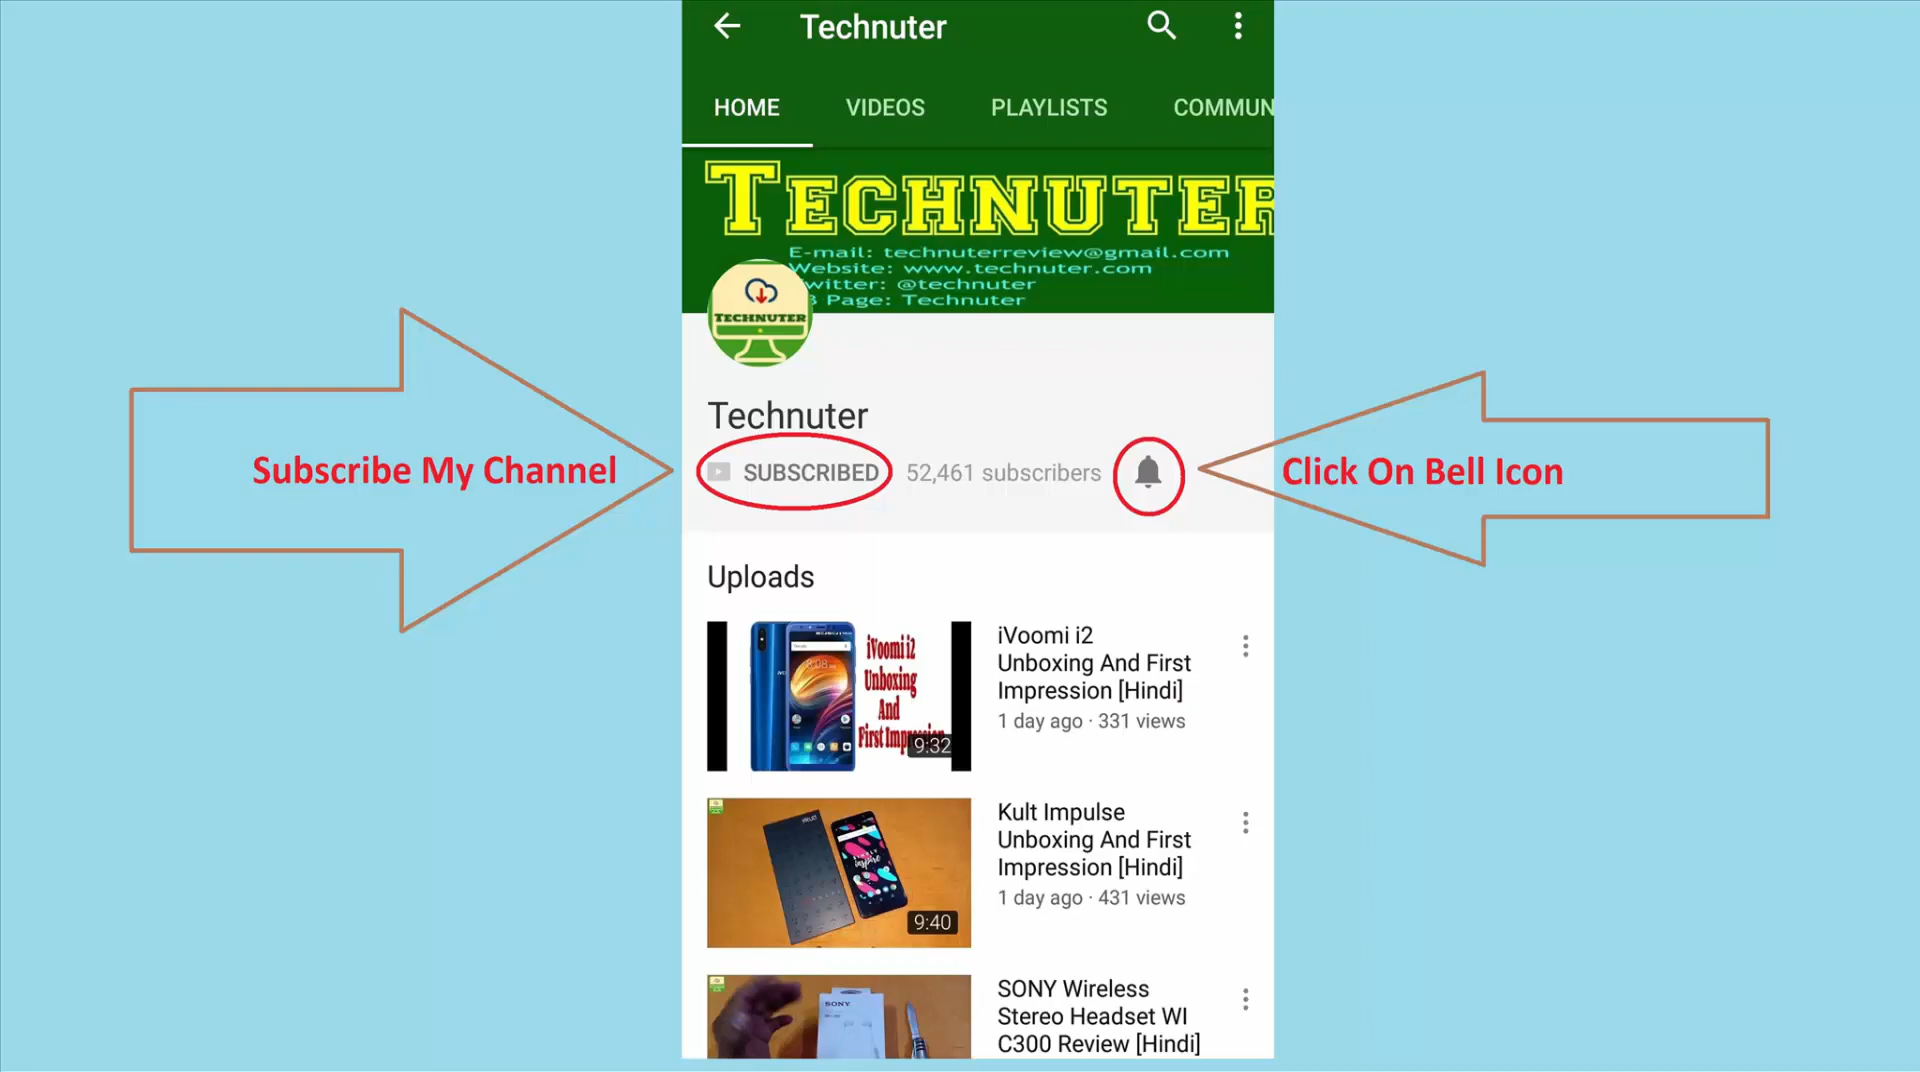 Technuter
HOME VIDEOS PLAYLISTS COMMUN
TECHNUTER
E-mail: technuterreview@gmail.com
Website: www.technuter.com
witter: @technuter
Page: Technuter
TECHNUTER
Technuter
Subscribe My Channel
SUBSCRIBED 52,461 subscribers
Click On Bell Icon
Uploads
iVoomi i2
Unboxing
And
First Impression
9:32
iVoomi i2
Unboxing And First
Impression [Hindi]
1 day ago · 331 views
9:40
Kult Impulse
Unboxing And First
Impression [Hindi]
1 day ago · 431 views
SONY
SONY Wireless
Stereo Headset WI
C300 Review [Hindi]